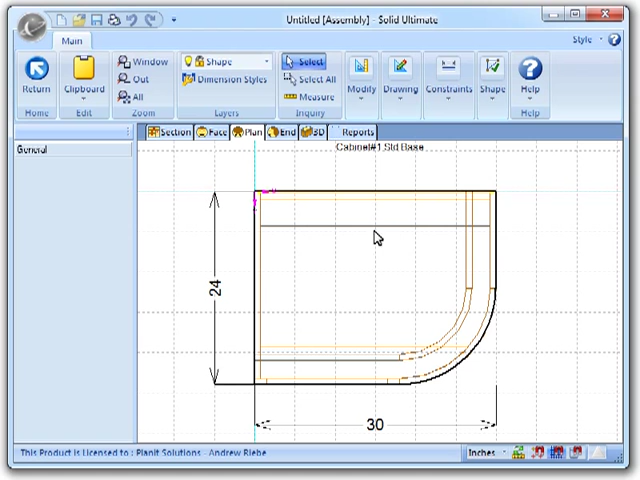 Untitled [Assembly] - Solid Ultimate
Main
Style
Return
Clipboard
Window
Out
All
Shape
Dimension Styles
Select
Select All
Measure
Modify
Drawing
Constraints
Shape
Help
Home
Edit
Zoom
Layers
Inquiry
Help
Section
Face
Plan
End
3D
Reports
General
Cabinet#1 Std Base
24
30
This Product is Licensed to : Planit Solutions - Andrew Riebe
Inches